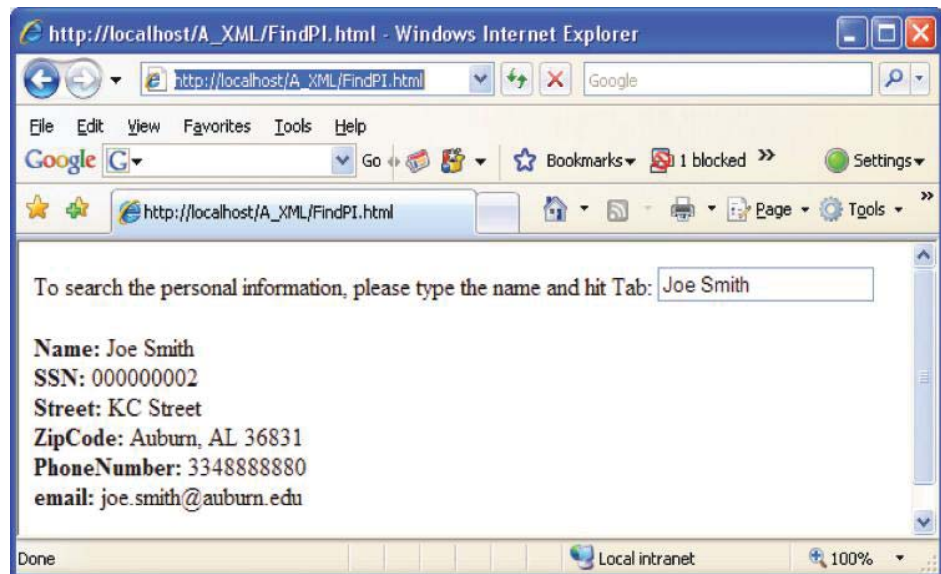 http://localhost/A_XML/FindPI.html - Windows Internet Explorer
http://localhost/A_XML/FindPI.html
Google
File Edit View Favorites Tools Help
Google G Go Bookmarks 1 blocked » Settings
http://localhost/A_XML/FindPI.html Page Tools »
To search the personal information, please type the name and hit Tab: Joe Smith
Name: Joe Smith
SSN: 000000002
Street: KC Street
ZipCode: Auburn, AL 36831
PhoneNumber: 3348888880
email: joe.smith@auburn.edu
Done Local intranet 100%